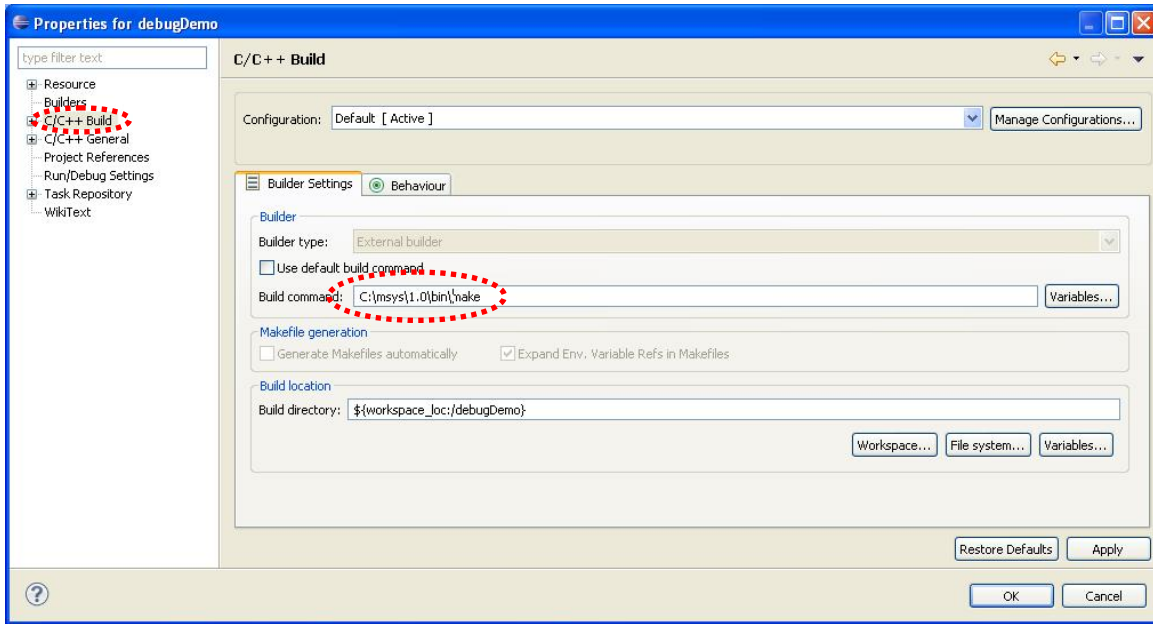 Properties for debugDemo
type filter text
Resource
Builders
C/C++ Build
C/C++ General
Project References
Run/Debug Settings
Task Repository
WikiText
C/C++ Build
Configuration: Default [ Active ] Manage Configurations...
Builder Settings Behaviour
Builder
Builder type: External builder
Use default build command
Build command: C:\msys\1.0\bin\make Variables...
Makefile generation
Generate Makefiles automatically Expand Env. Variable Refs in Makefiles
Build location
Build directory: ${workspace_loc:/debugDemo}
Workspace... File system... Variables...
Restore Defaults Apply
? OK Cancel